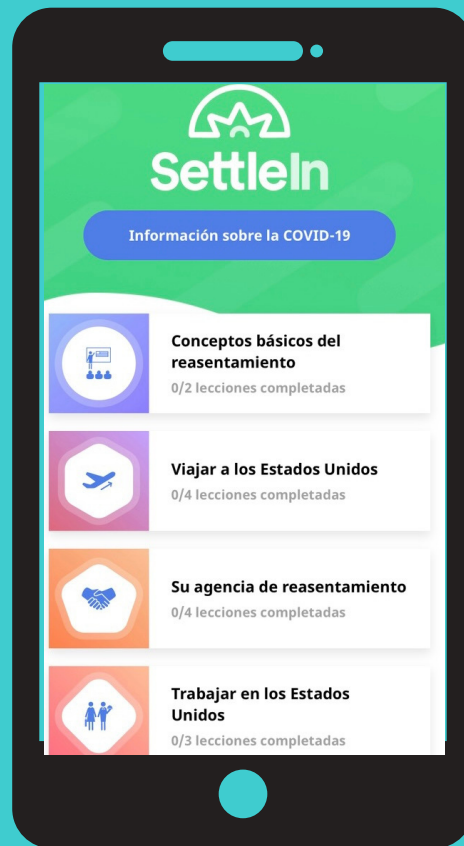 SettleIn
Información sobre la COVID-19
Conceptos básicos del
reasentamiento
0/2 lecciones completadas
Viajar a los Estados Unidos
0/4 lecciones completadas
Su agencia de reasentamiento
0/4 lecciones completadas
Trabajar en los Estados
Unidos
0/3 lecciones completadas